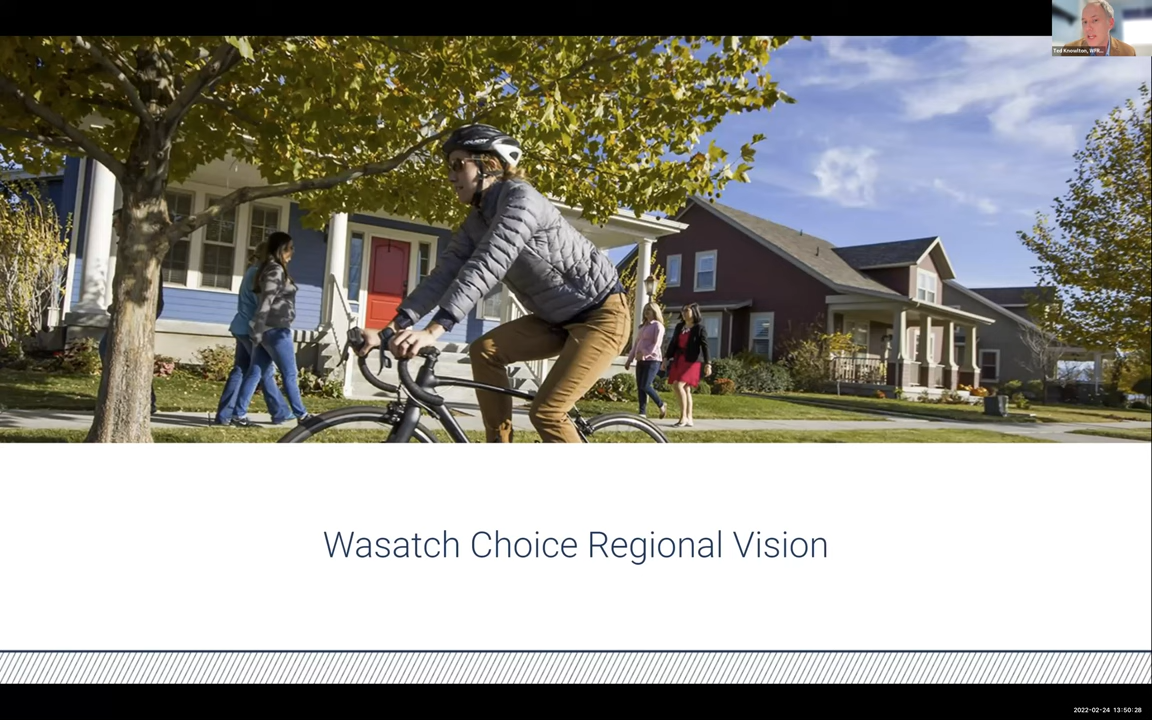 Ted Knowlton, WFR...
Wasatch Choice Regional Vision
2022-02-24 13:50:28